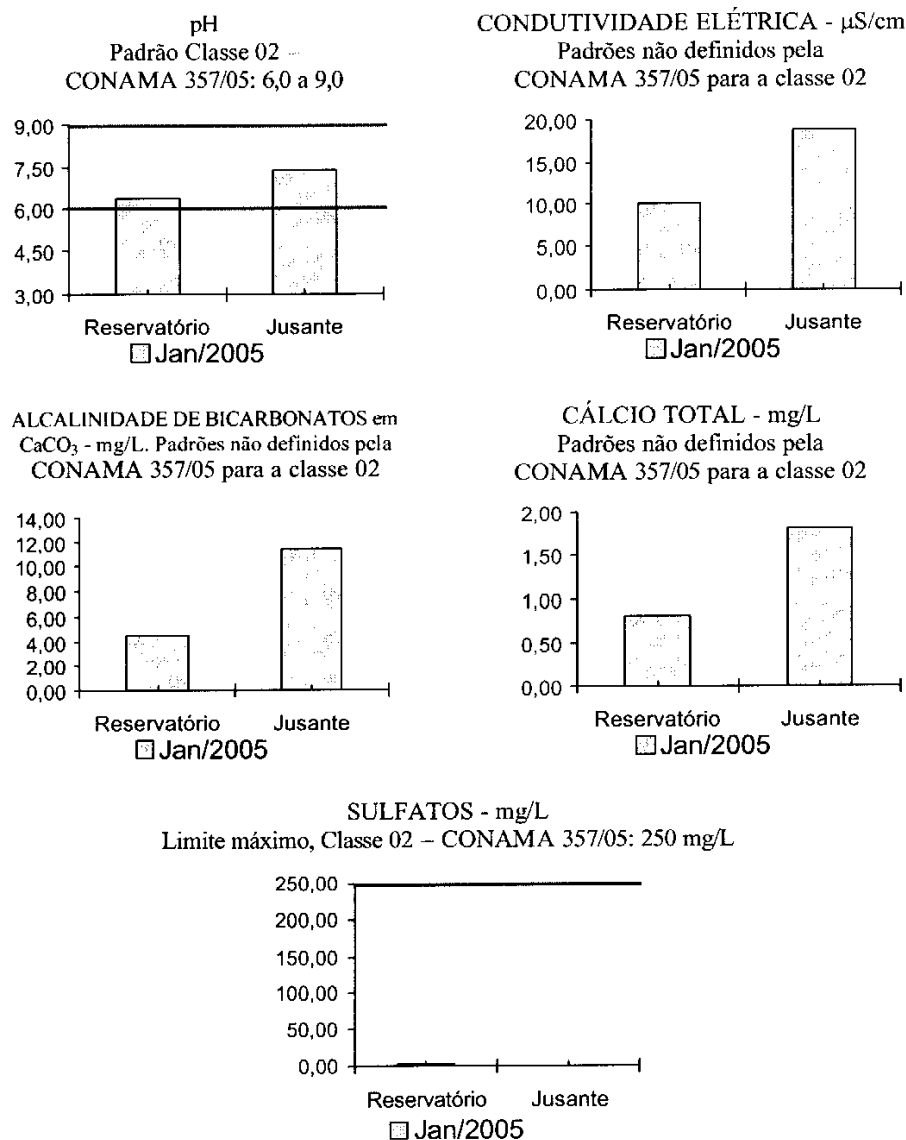 pH
Padrão Classe 02 –
CONAMA 357/05: 6,0 a 9,0
9,00
7,50
6,00
4,50
3,00
Reservatório Jusante
Jan/2005
CONDUTIVIDADE ELÉTRICA - µS/cm
Padrões não definidos pela
CONAMA 357/05 para a classe 02
20,00
15,00
10,00
5,00
0,00
Reservatório Jusante
Jan/2005
ALCALINIDADE DE BICARBONATOS em
CaCO₃ - mg/L. Padrões não definidos pela
CONAMA 357/05 para a classe 02
14,00
12,00
10,00
8,00
6,00
4,00
2,00
0,00
Reservatório Jusante
Jan/2005
CÁLCIO TOTAL - mg/L
Padrões não definidos pela
CONAMA 357/05 para a classe 02
2,00
1,50
1,00
0,50
0,00
Reservatório Jusante
Jan/2005
SULFATOS - mg/L
Limite máximo, Classe 02 – CONAMA 357/05: 250 mg/L
250,00
200,00
150,00
100,00
50,00
0,00
Reservatório Jusante
Jan/2005